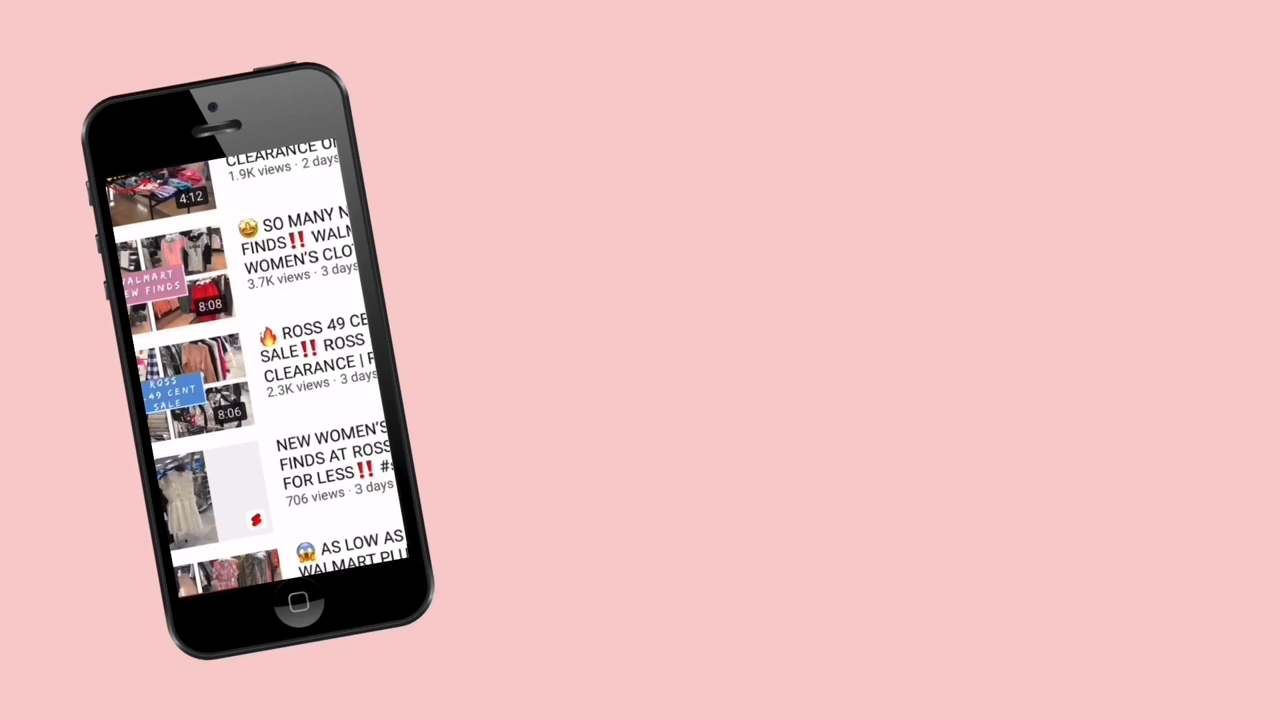 CLEARANCE
1.9K views · 2 days
4:12
🤩 SO MANY N
FINDS‼️ WALM
WOMEN'S CLO
3.7K views · 3 days
WALMART
NEW FINDS
8:08
🔥 ROSS 49 CE
SALE‼️ ROSS
CLEARANCE | F
2.3K views · 3 days
ROSS
.49 CENT
SALE
8:06
NEW WOMEN'S
FINDS AT ROSS
FOR LESS‼️ #s
706 views · 3 days
😱 AS LOW AS
WALMART PLU